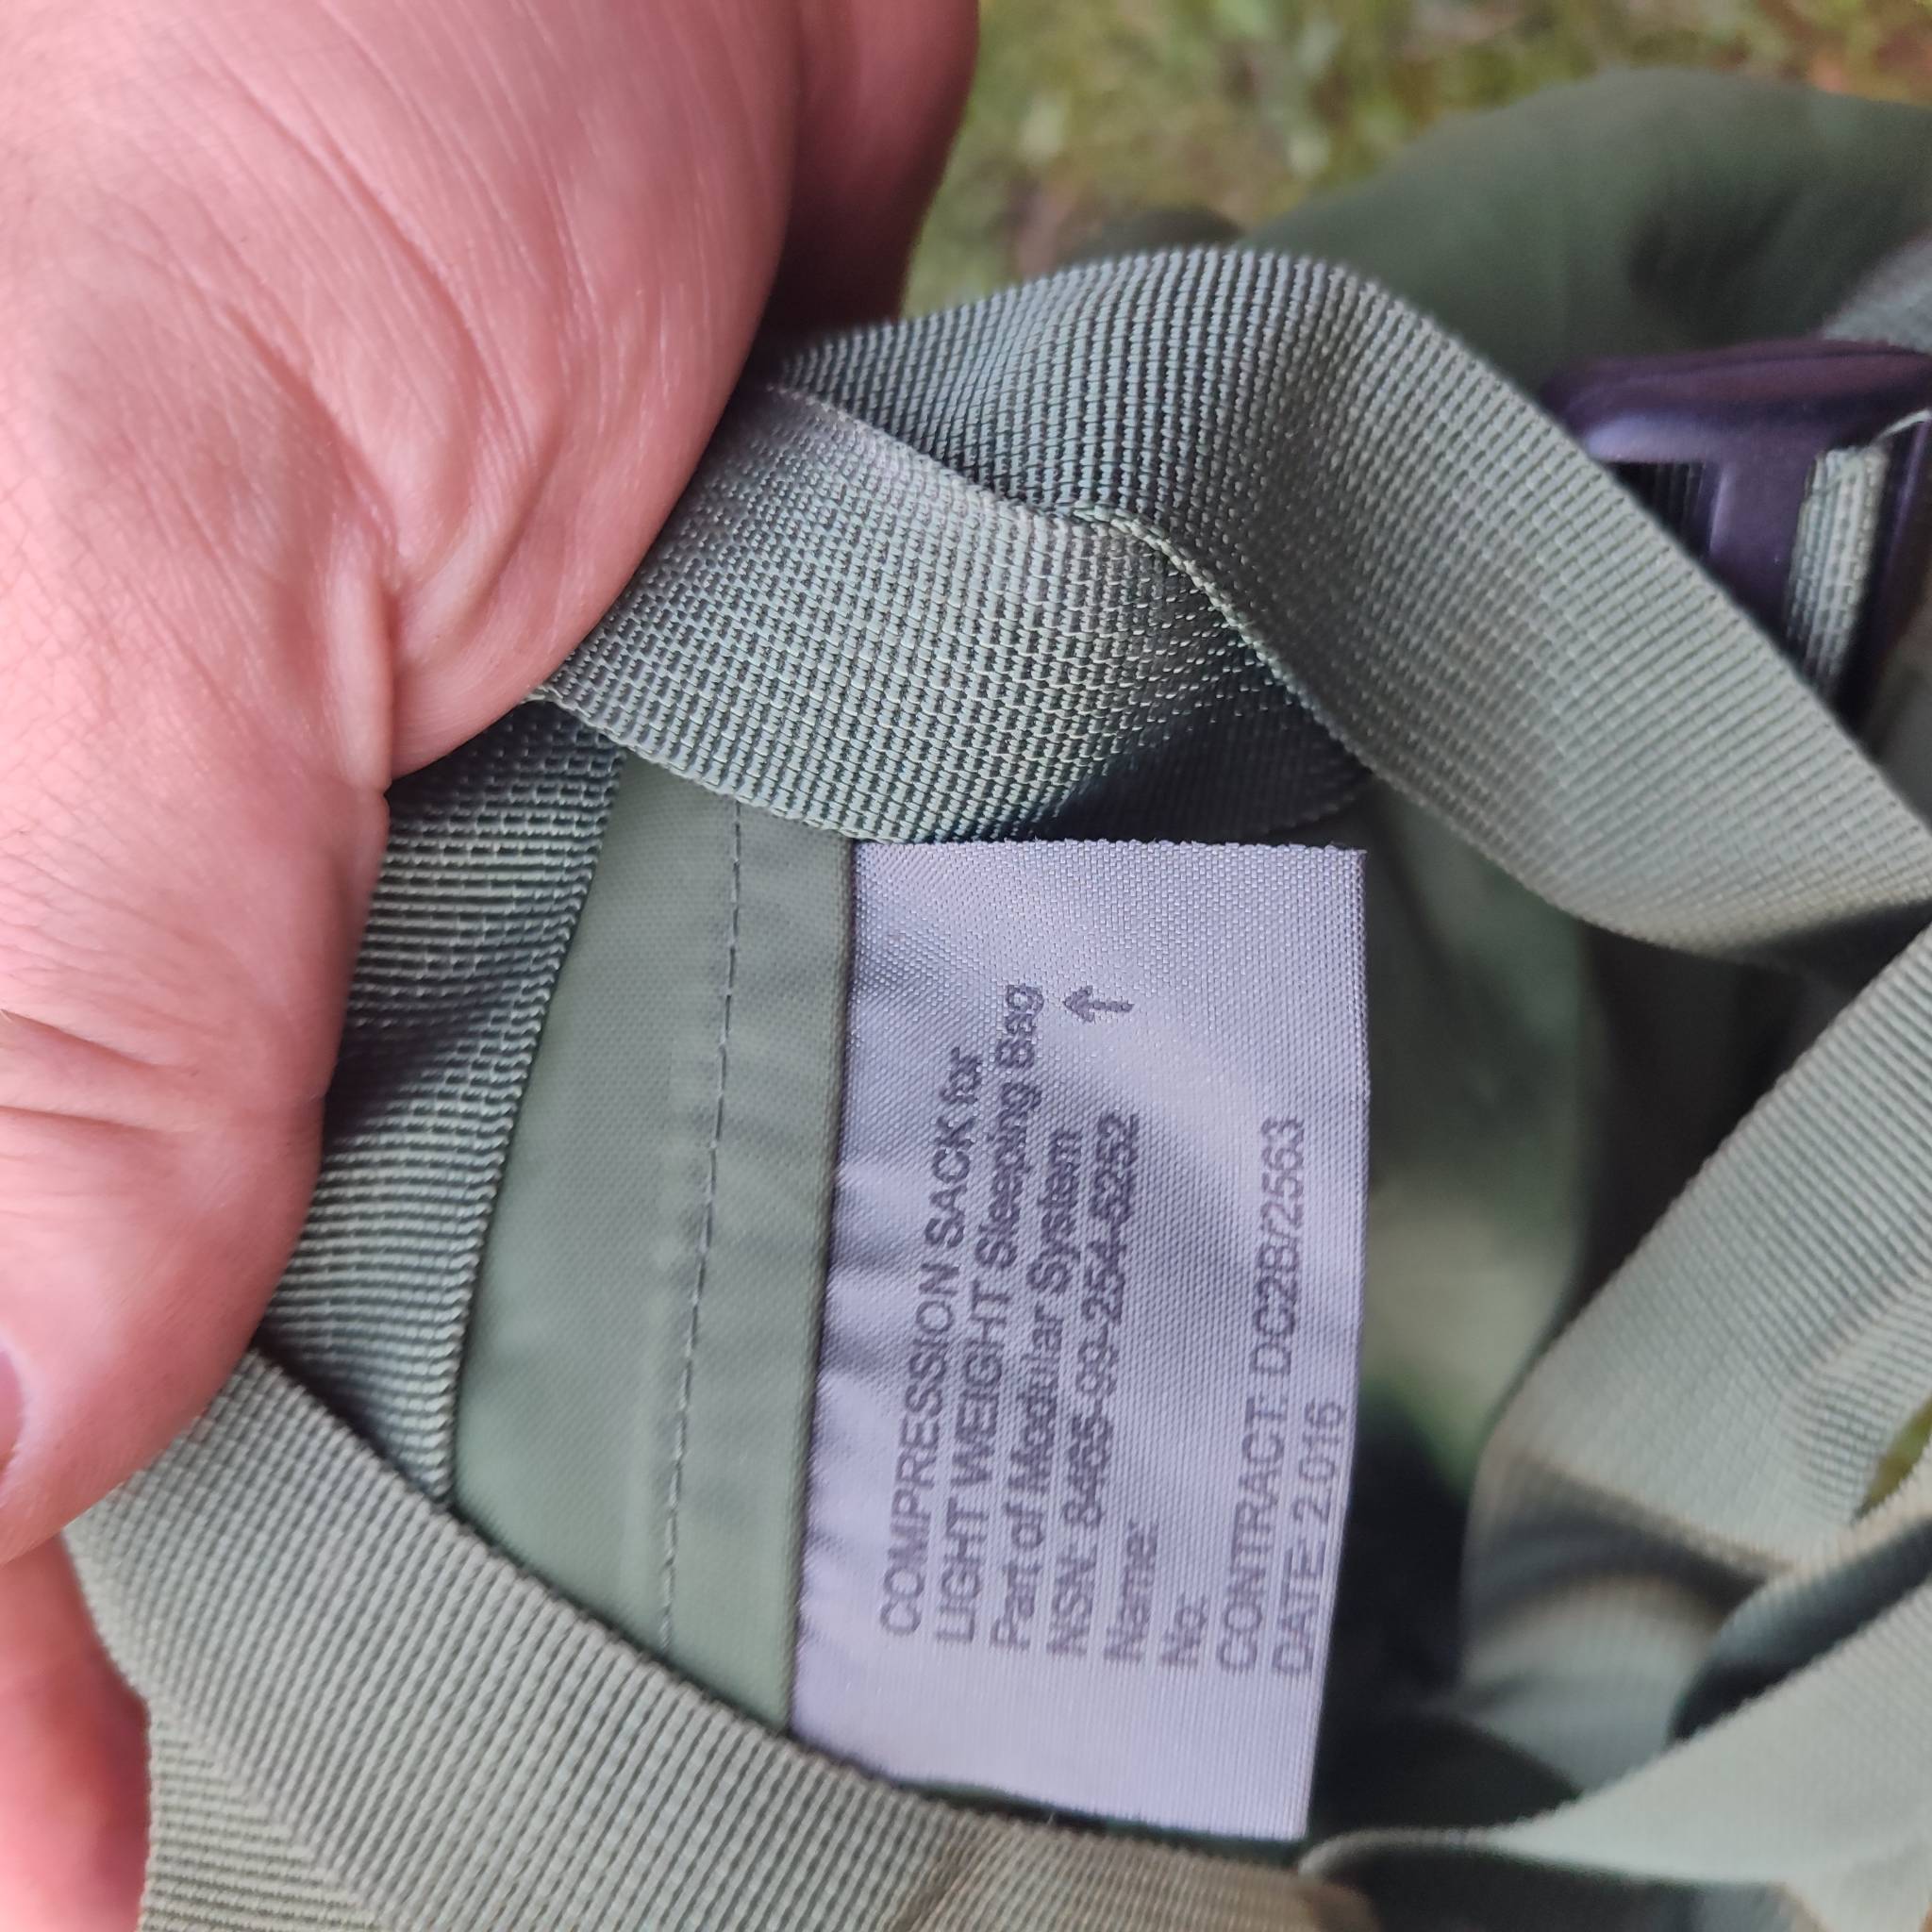 COMPRESSION SACK for
LIGHT WEIGHT Sleeping Bag
Part of Modular System
NSN: 8465-99-254-5252
Name:
No:
CONTRACT: DC2B/2563
DATE: 2 016